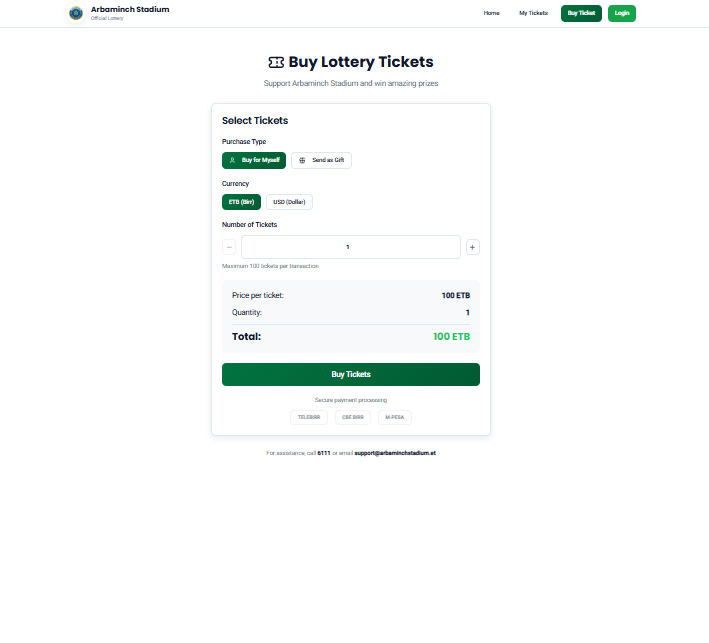 Arbaminch Stadium
Official Lottery
Home
My Tickets
Buy Ticket
Login
Buy Lottery Tickets
Support Arbaminch Stadium and win amazing prizes
Select Tickets
Purchase Type
Buy for Myself
Send as Gift
Currency
ETB (Birr)
USD (Dollar)
Number of Tickets
−
1
+
Maximum 100 tickets per transaction
Price per ticket: 100 ETB
Quantity: 1
Total: 100 ETB
Buy Tickets
Secure payment processing
TELEBIRR
CBE BIRR
M-PESA
For assistance, call 6111 or email support@arbaminchstadium.et